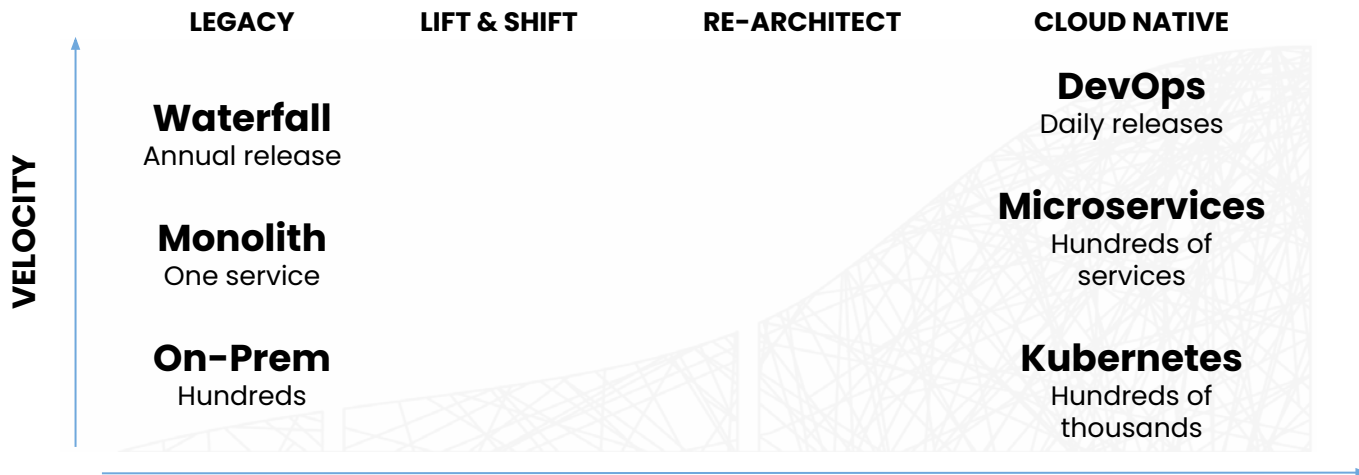 LEGACY
LIFT & SHIFT
RE-ARCHITECT
CLOUD NATIVE
VELOCITY
Waterfall
Annual release
Monolith
One service
On-Prem
Hundreds
DevOps
Daily releases
Microservices
Hundreds of
services
Kubernetes
Hundreds of
thousands